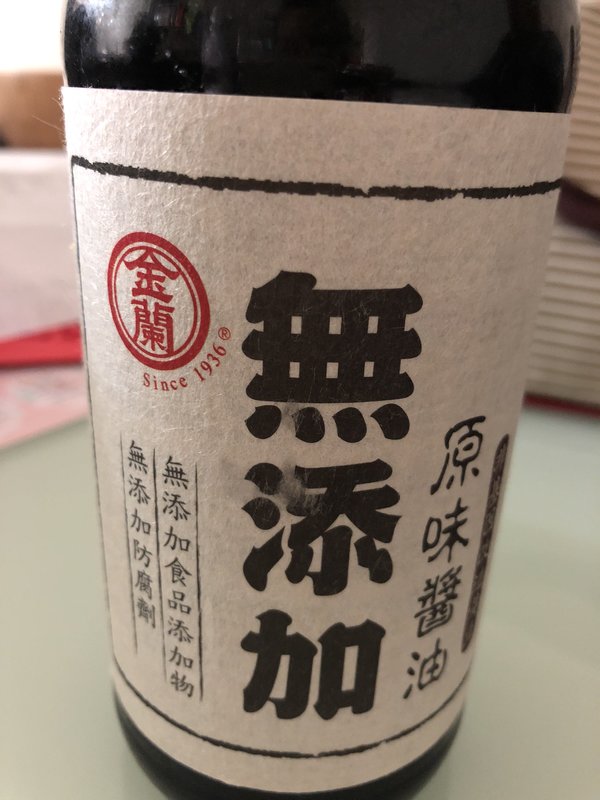 金蘭
Since 1936®
無添加
原味醬油
無添加食品添加物
無添加防腐劑